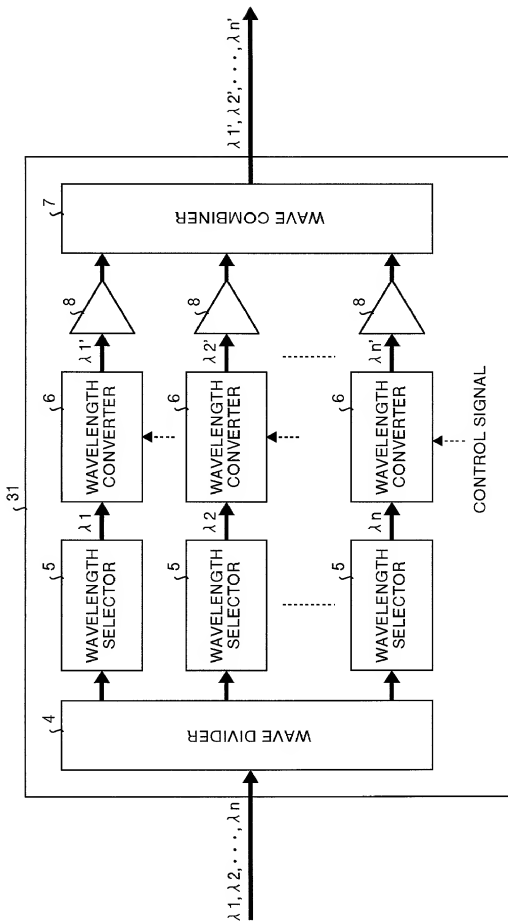 31
λ1,λ2,···,λn
4
WAVE DIVIDER
5
WAVELENGTH
SELECTOR
λ1
6
WAVELENGTH
CONVERTER
λ1'
8
5
WAVELENGTH
SELECTOR
λ2
6
WAVELENGTH
CONVERTER
λ2'
8
5
WAVELENGTH
SELECTOR
λn
6
WAVELENGTH
CONVERTER
λn'
8
7
WAVE COMBINER
λ1',λ2',···,λn'
CONTROL SIGNAL